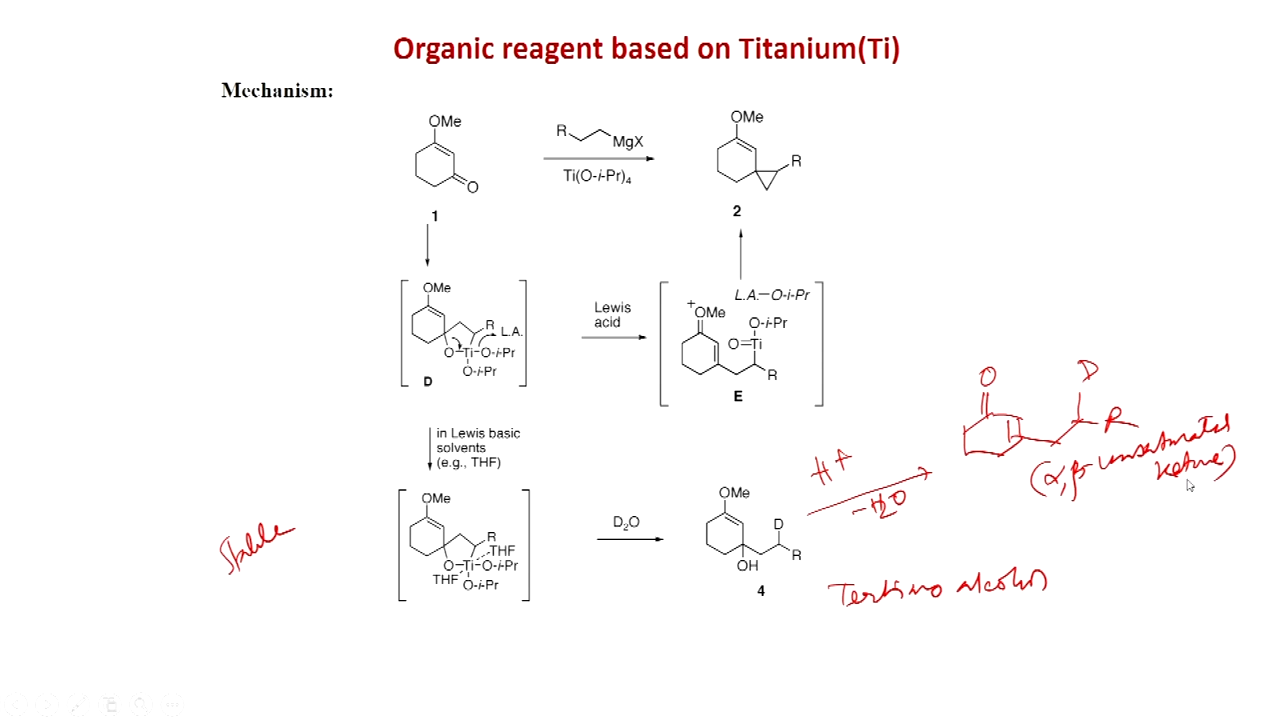 Organic reagent based on Titanium(Ti)
Mechanism:
OMe
O
1
R
MgX
Ti(O-i-Pr)₄
OMe
R
2
OMe
R
L.A.
O-Ti-O-i-Pr
O-i-Pr
D
Lewis
acid
L.A.—O-i-Pr
+
OMe
O-i-Pr
O=Ti
R
E
in Lewis basic
solvents
(e.g., THF)
OMe
R
THF
O-Ti-O-i-Pr
THF
O-i-Pr
Stable
D₂O
OMe
D
R
OH
4
H+
-H₂O
O
D
R
(α,β-unsaturated
ketone)
alcohol